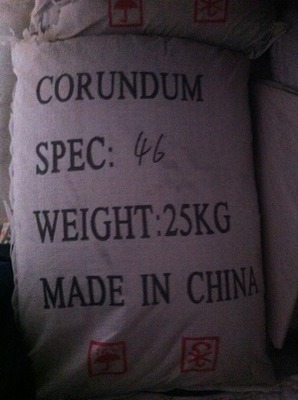 CORUNDUM
SPEC: 46
WEIGHT:25KG
MADE IN CHINA